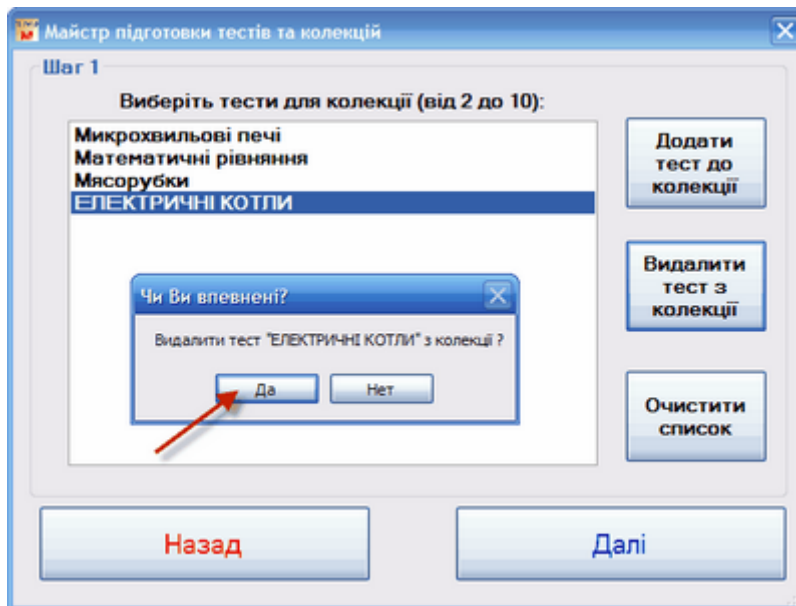 Майстр підготовки тестів та колекцій
Шаг 1
Виберіть тести для колекції (від 2 до 10):
Микрохвильові печі
Математичні рівняння
Мясорубки
ЕЛЕКТРИЧНІ КОТЛИ
Додати
тест до
колекції
Видалити
тест з
колекції
Очистити
список
Чи Ви впевнені?
Видалити тест "ЕЛЕКТРИЧНІ КОТЛИ" з колекції ?
Да
Нет
Назад
Далі